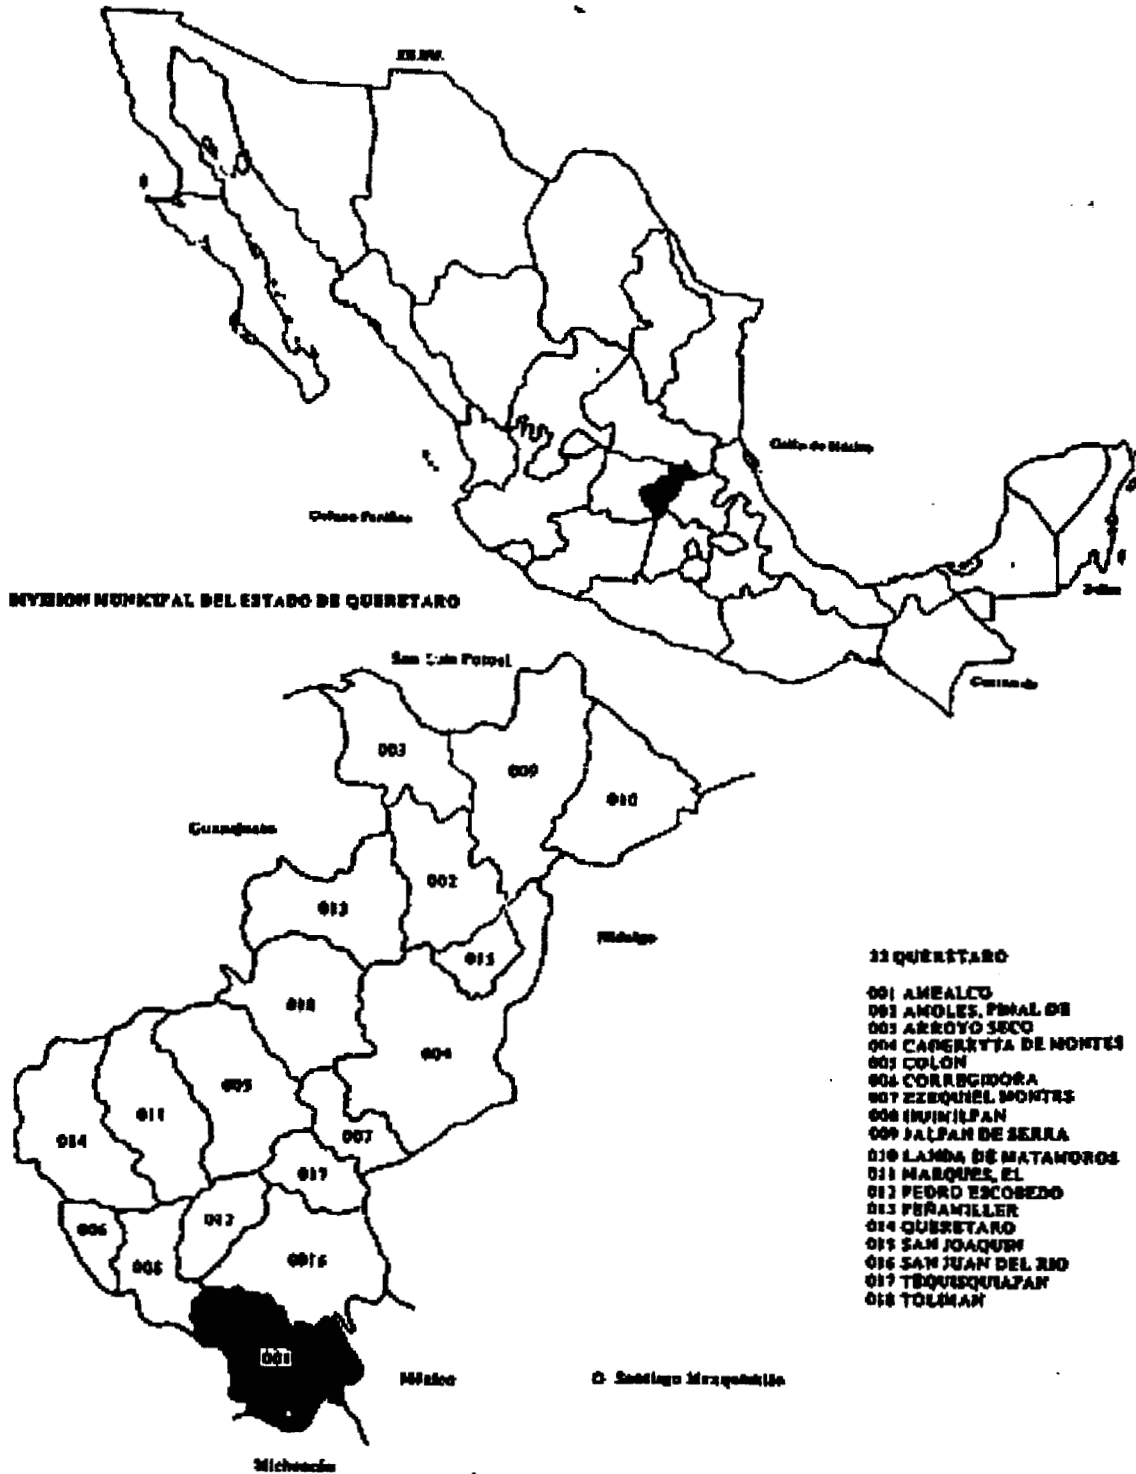 EE.UU.
Golfo de México
Océano Pacífico
Belice
DIVISION MUNICIPAL DEL ESTADO DE QUERETARO
San Luis Potosí
Guatemala
003
009
010
Guanajuato
002
013
Hidalgo
015
018
004
005
011
007
014
017
012
006
008
0016
001
México
O Santiago Mexquititlán
Michoacán
22 QUERETARO
001 AMEALCO
002 AMOLES, PINAL DE
003 ARROYO SECO
004 CADEREYTA DE MONTES
005 COLON
006 CORREGIDORA
007 EZEQUIEL MONTES
008 HUIMILPAN
009 JALPAN DE SERRA
010 LANDA DE MATAMOROS
011 MARQUES, EL
012 PEDRO ESCOBEDO
013 PEÑAMILLER
014 QUERETARO
015 SAN JOAQUIN
016 SAN JUAN DEL RIO
017 TEQUISQUIAPAN
018 TOLIMAN